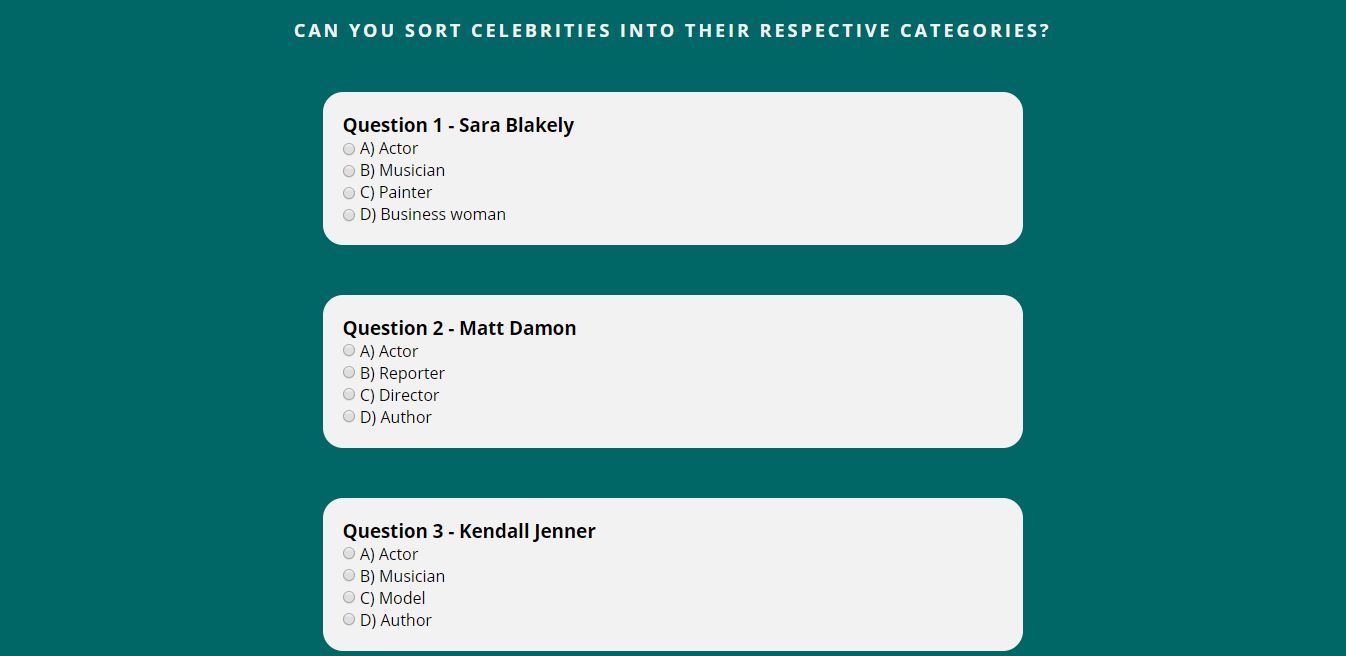 CAN YOU SORT CELEBRITIES INTO THEIR RESPECTIVE CATEGORIES?
Question 1 - Sara Blakely
A) Actor
B) Musician
C) Painter
D) Business woman
Question 2 - Matt Damon
A) Actor
B) Reporter
C) Director
D) Author
Question 3 - Kendall Jenner
A) Actor
B) Musician
C) Model
D) Author